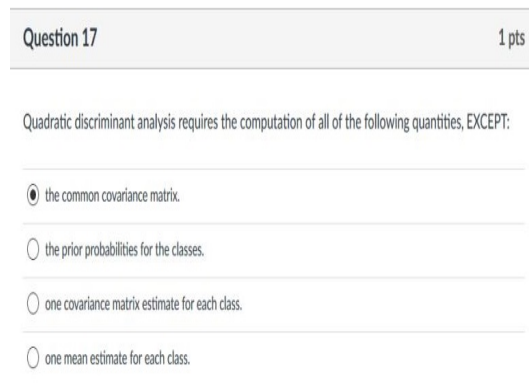 Question 17
1 pts
Quadratic discriminant analysis requires the computation of all of the following quantities, EXCEPT:
the common covariance matrix.
the prior probabilities for the classes.
one covariance matrix estimate for each class.
one mean estimate for each class.